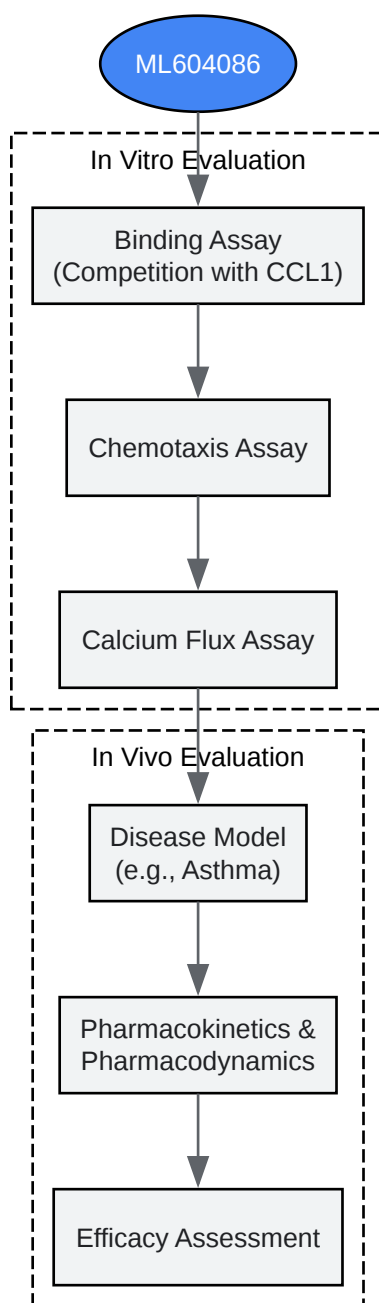 ML604086
In Vitro Evaluation
Binding Assay
(Competition with CCL1)
Chemotaxis Assay
Calcium Flux Assay
In Vivo Evaluation
Disease Model
(e.g., Asthma)
Pharmacokinetics &
Pharmacodynamics
Efficacy Assessment